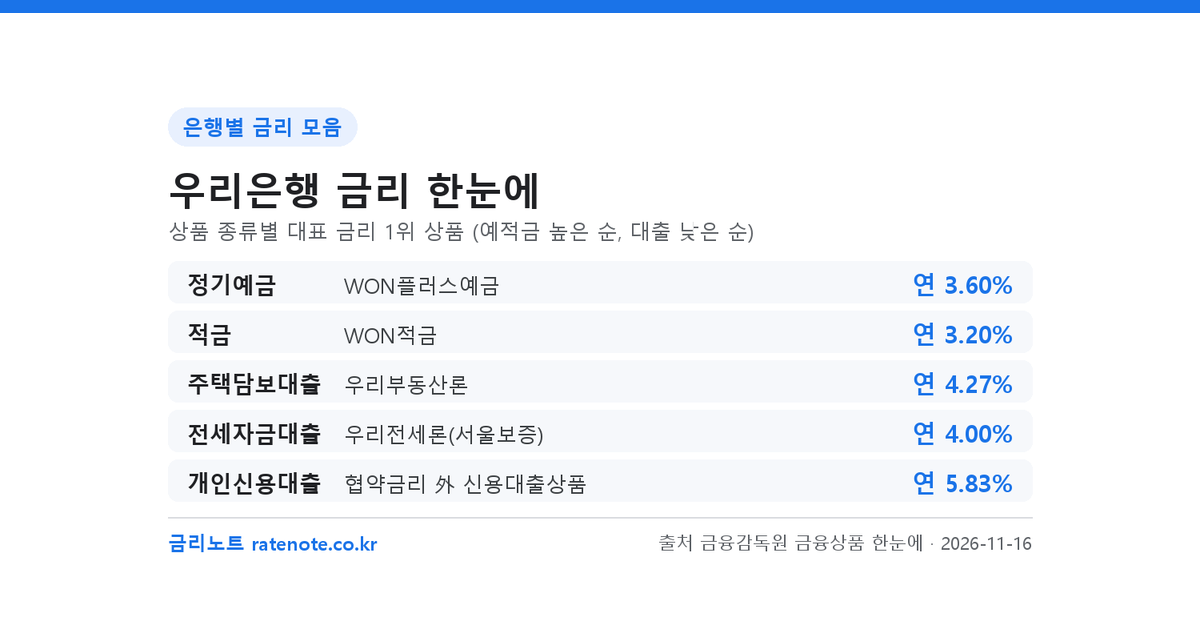 은행별 금리 모음
우리은행 금리 한눈에
상품 종류별 대표 금리 1위 상품 (예적금 높은 순, 대출 낮은 순)
정기예금 WON플러스예금 연 3.60%
적금 WON적금 연 3.20%
주택담보대출 우리부동산론 연 4.27%
전세자금대출 우리전세론(서울보증) 연 4.00%
개인신용대출 협약금리 외 신용대출상품 연 5.83%
금리노트 ratenote.co.kr 출처 금융감독원 금융상품 한눈에 · 2026-11-16